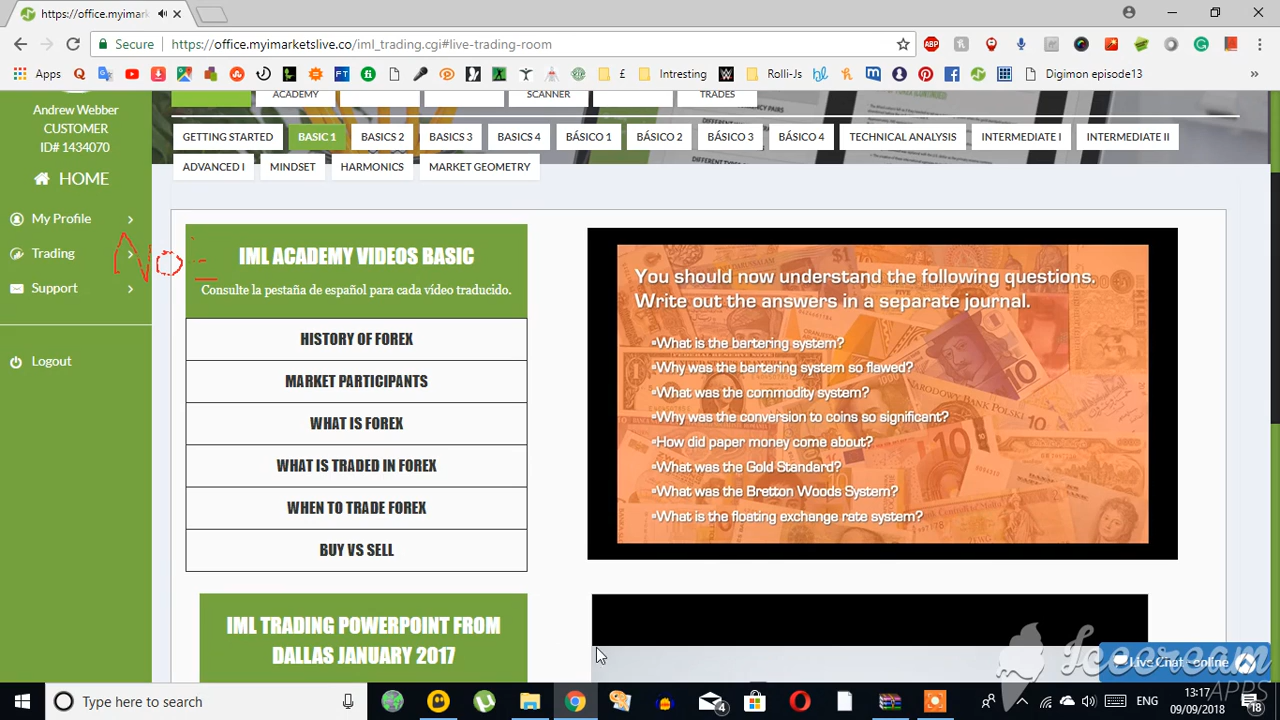 https://office.myimarketslive
Secure
https://office.myimarketslive.co/iml_trading.cgi#live-trading-room
Apps
£
Intresting
Rolli-Js
Digimon episode13
»
Andrew Webber
CUSTOMER
ID# 1434070
HOME
My Profile
Trading
Support
Logout
ACADEMY
SCANNER
TRADES
GETTING STARTED
BASIC 1
BASICS 2
BASICS 3
BASICS 4
BÁSICO 1
BÁSICO 2
BÁSICO 3
BÁSICO 4
TECHNICAL ANALYSIS
INTERMEDIATE I
INTERMEDIATE II
ADVANCED I
MINDSET
HARMONICS
MARKET GEOMETRY
IML ACADEMY VIDEOS BASIC
Consulte la pestaña de español para cada vídeo traducido.
HISTORY OF FOREX
MARKET PARTICIPANTS
WHAT IS FOREX
WHAT IS TRADED IN FOREX
WHEN TO TRADE FOREX
BUY VS SELL
IML TRADING POWERPOINT FROM
DALLAS JANUARY 2017
You should now understand the following questions.
Write out the answers in a separate journal.
▪What is the bartering system?
▪Why was the bartering system so flawed?
▪What was the commodity system?
▪Why was the conversion to coins so significant?
▪How did paper money come about?
▪What was the Gold Standard?
▪What was the Bretton Woods System?
▪What is the floating exchange rate system?
Live Chat - online
Icecream
APPS
Type here to search
ENG
13:17
09/09/2018
18